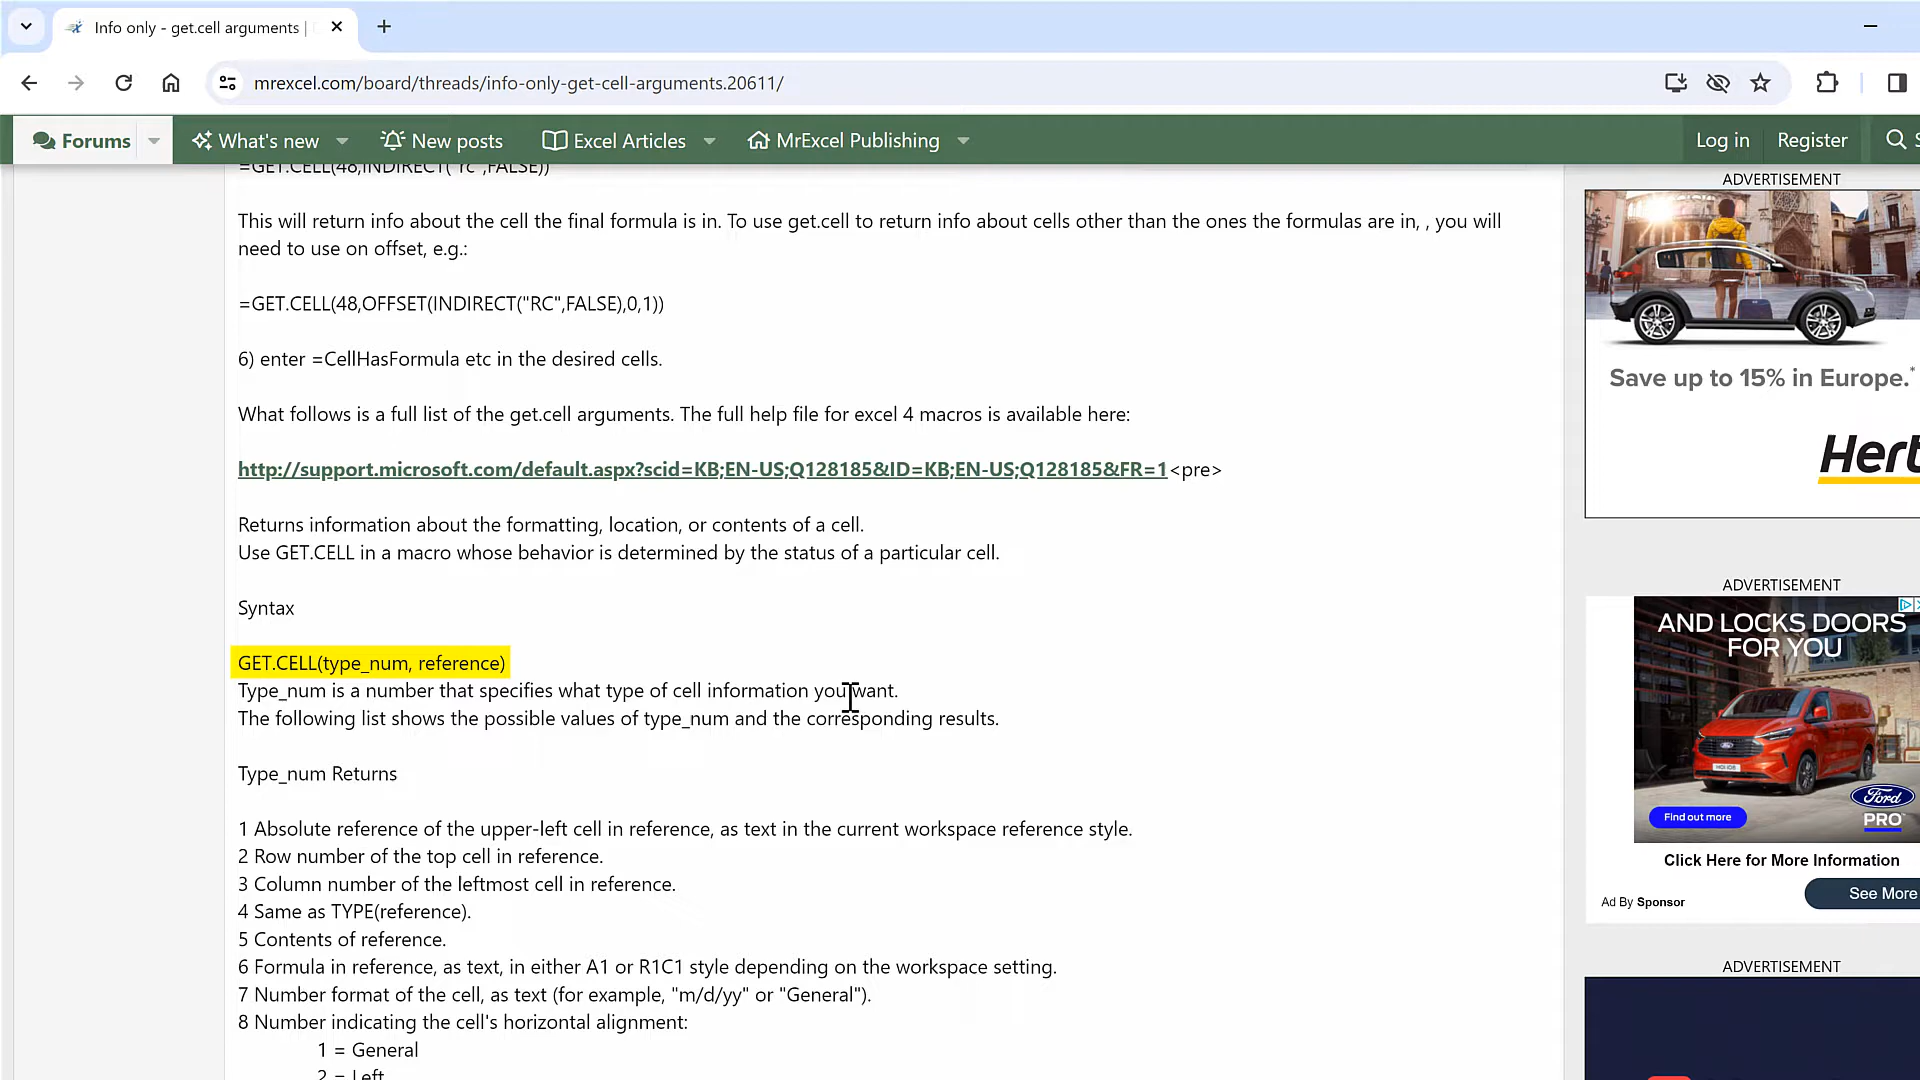 Info only - get.cell arguments |
mrexcel.com/board/threads/info-only-get-cell-arguments.20611/
Forums
What's new
New posts
Excel Articles
MrExcel Publishing
Log in
Register
S
=GET.CELL(48,INDIRECT("rc",FALSE))
This will return info about the cell the final formula is in. To use get.cell to return info about cells other than the ones the formulas are in, , you will
need to use on offset, e.g.:
=GET.CELL(48,OFFSET(INDIRECT("RC",FALSE),0,1))
6) enter =CellHasFormula etc in the desired cells.
What follows is a full list of the get.cell arguments. The full help file for excel 4 macros is available here:
http://support.microsoft.com/default.aspx?scid=KB;EN-US;Q128185&ID=KB;EN-US;Q128185&FR=1<pre>
Returns information about the formatting, location, or contents of a cell.
Use GET.CELL in a macro whose behavior is determined by the status of a particular cell.
Syntax
GET.CELL(type_num, reference)
Type_num is a number that specifies what type of cell information you want.
The following list shows the possible values of type_num and the corresponding results.
Type_num Returns
1 Absolute reference of the upper-left cell in reference, as text in the current workspace reference style.
2 Row number of the top cell in reference.
3 Column number of the leftmost cell in reference.
4 Same as TYPE(reference).
5 Contents of reference.
6 Formula in reference, as text, in either A1 or R1C1 style depending on the workspace setting.
7 Number format of the cell, as text (for example, "m/d/yy" or "General").
8 Number indicating the cell's horizontal alignment:
1 = General
2 = Left
ADVERTISEMENT
Save up to 15% in Europe.*
Hert
ADVERTISEMENT
AND LOCKS DOORS
FOR YOU
Find out more
Ford
PRO
Click Here for More Information
Ad By Sponsor
See More
ADVERTISEMENT